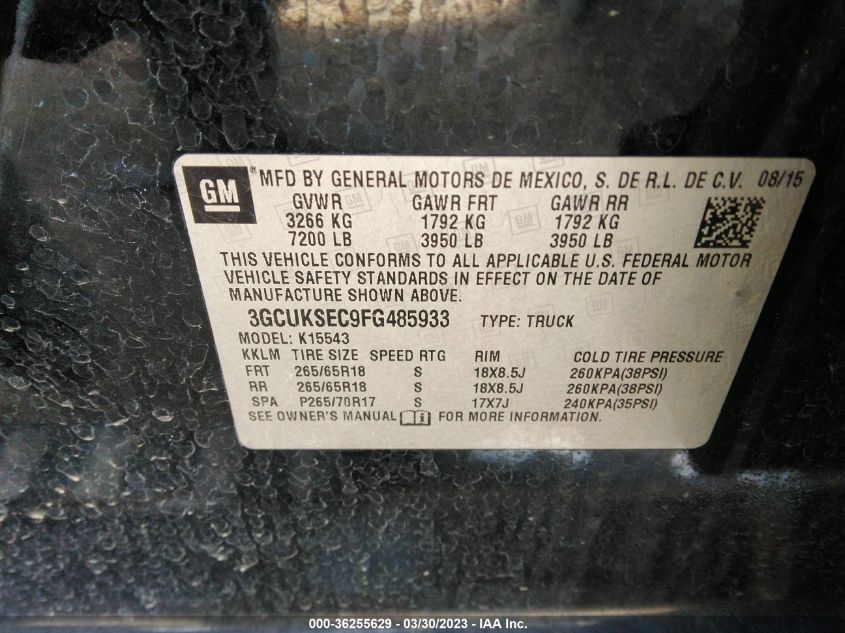 GM ® MFD BY GENERAL MOTORS DE MEXICO, S. DE R.L. DE C.V. 08/15
GVWR GAWR FRT GAWR RR
3266 KG 1792 KG 1792 KG
7200 LB 3950 LB 3950 LB
THIS VEHICLE CONFORMS TO ALL APPLICABLE U.S. FEDERAL MOTOR
VEHICLE SAFETY STANDARDS IN EFFECT ON THE DATE OF
MANUFACTURE SHOWN ABOVE.
3GCUKSEC9FG485933 TYPE: TRUCK
MODEL: K15543
KKLM TIRE SIZE SPEED RTG RIM COLD TIRE PRESSURE
FRT 265/65R18 S 18X8.5J 260KPA(38PSI)
RR 265/65R18 S 18X8.5J 260KPA(38PSI)
SPA P265/70R17 S 17X7J 240KPA(35PSI)
SEE OWNER'S MANUAL FOR MORE INFORMATION.
000-36255629 - 03/30/2023 - IAA Inc.